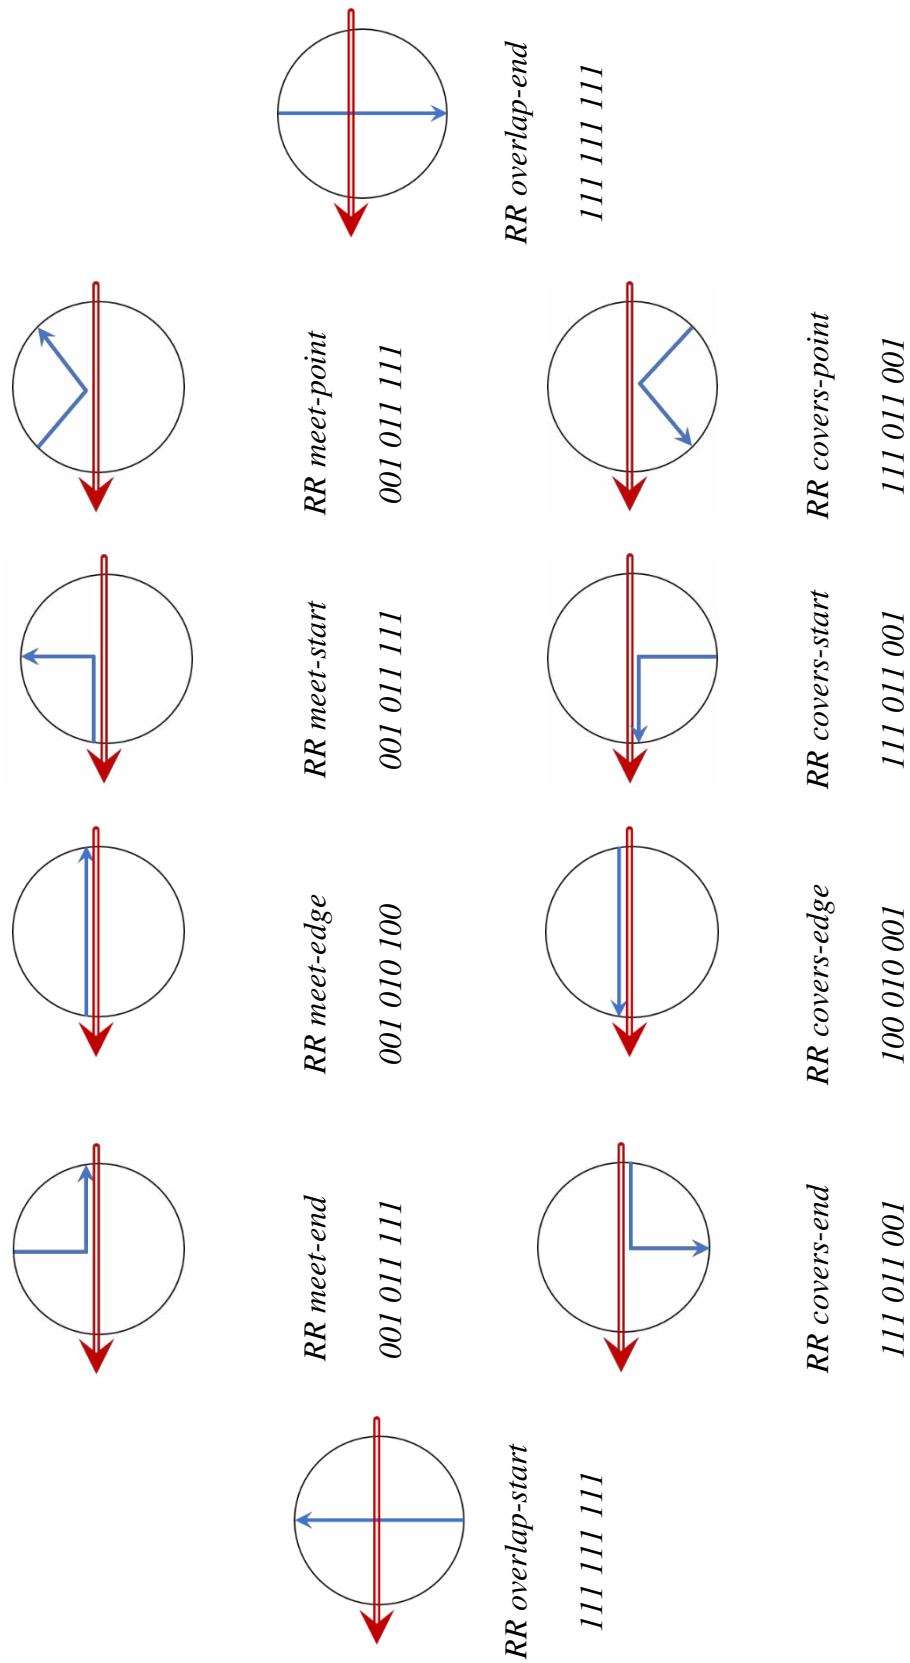 RR meet-end
001 011 111
RR meet-edge
001 010 100
RR meet-start
001 011 111
RR meet-point
001 011 111
RR overlap-start
111 111 111
RR overlap-end
111 111 111
RR covers-end
111 011 001
RR covers-edge
100 010 001
RR covers-start
111 011 001
RR covers-point
111 011 001